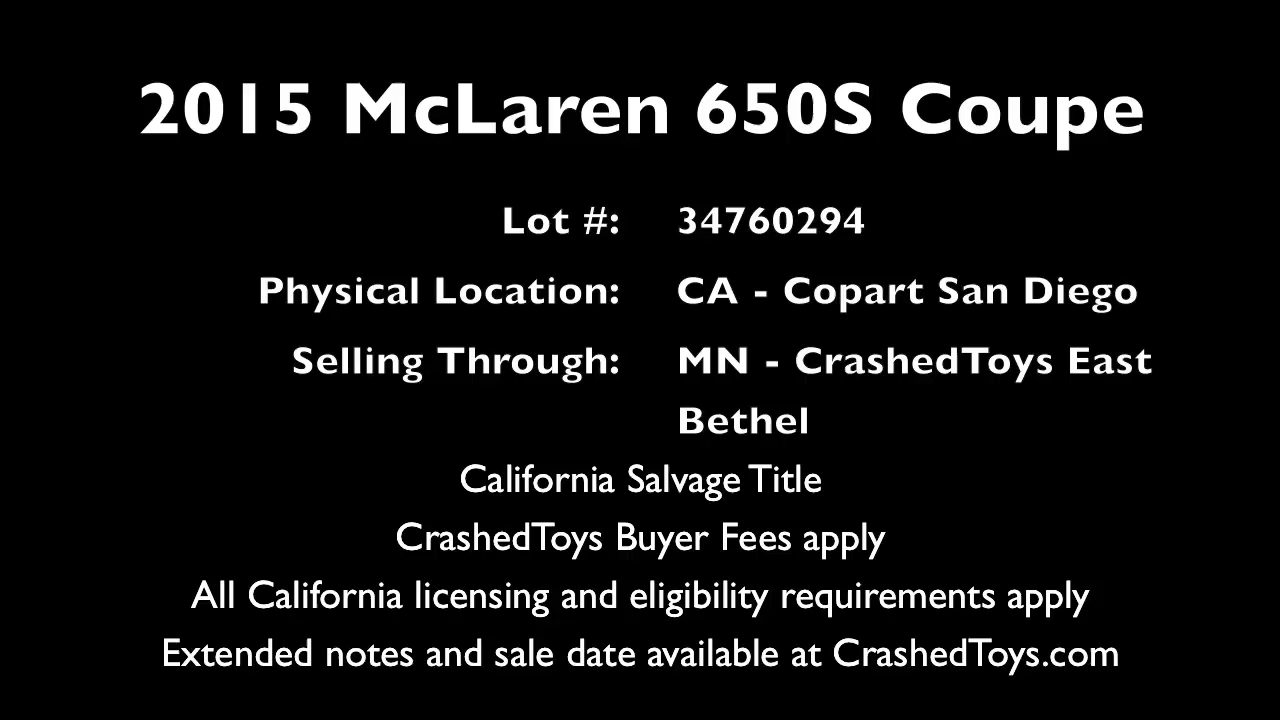 2015 McLaren 650S Coupe
Lot #: 34760294
Physical Location: CA - Copart San Diego
Selling Through: MN - CrashedToys East
Bethel
California Salvage Title
CrashedToys Buyer Fees apply
All California licensing and eligibility requirements apply
Extended notes and sale date available at CrashedToys.com